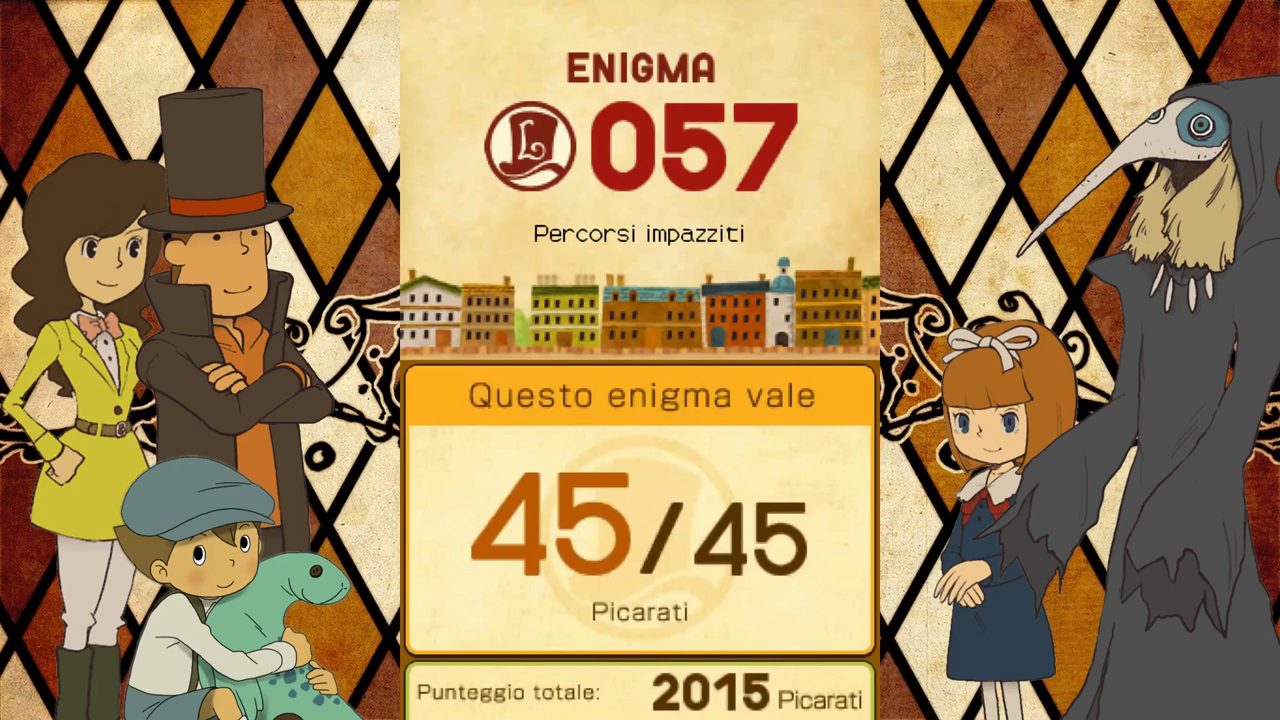 ENIGMA
L 057
Percorsi impazziti
Questo enigma vale
45/45
Picarati
Punteggio totale: 2015 Picarati